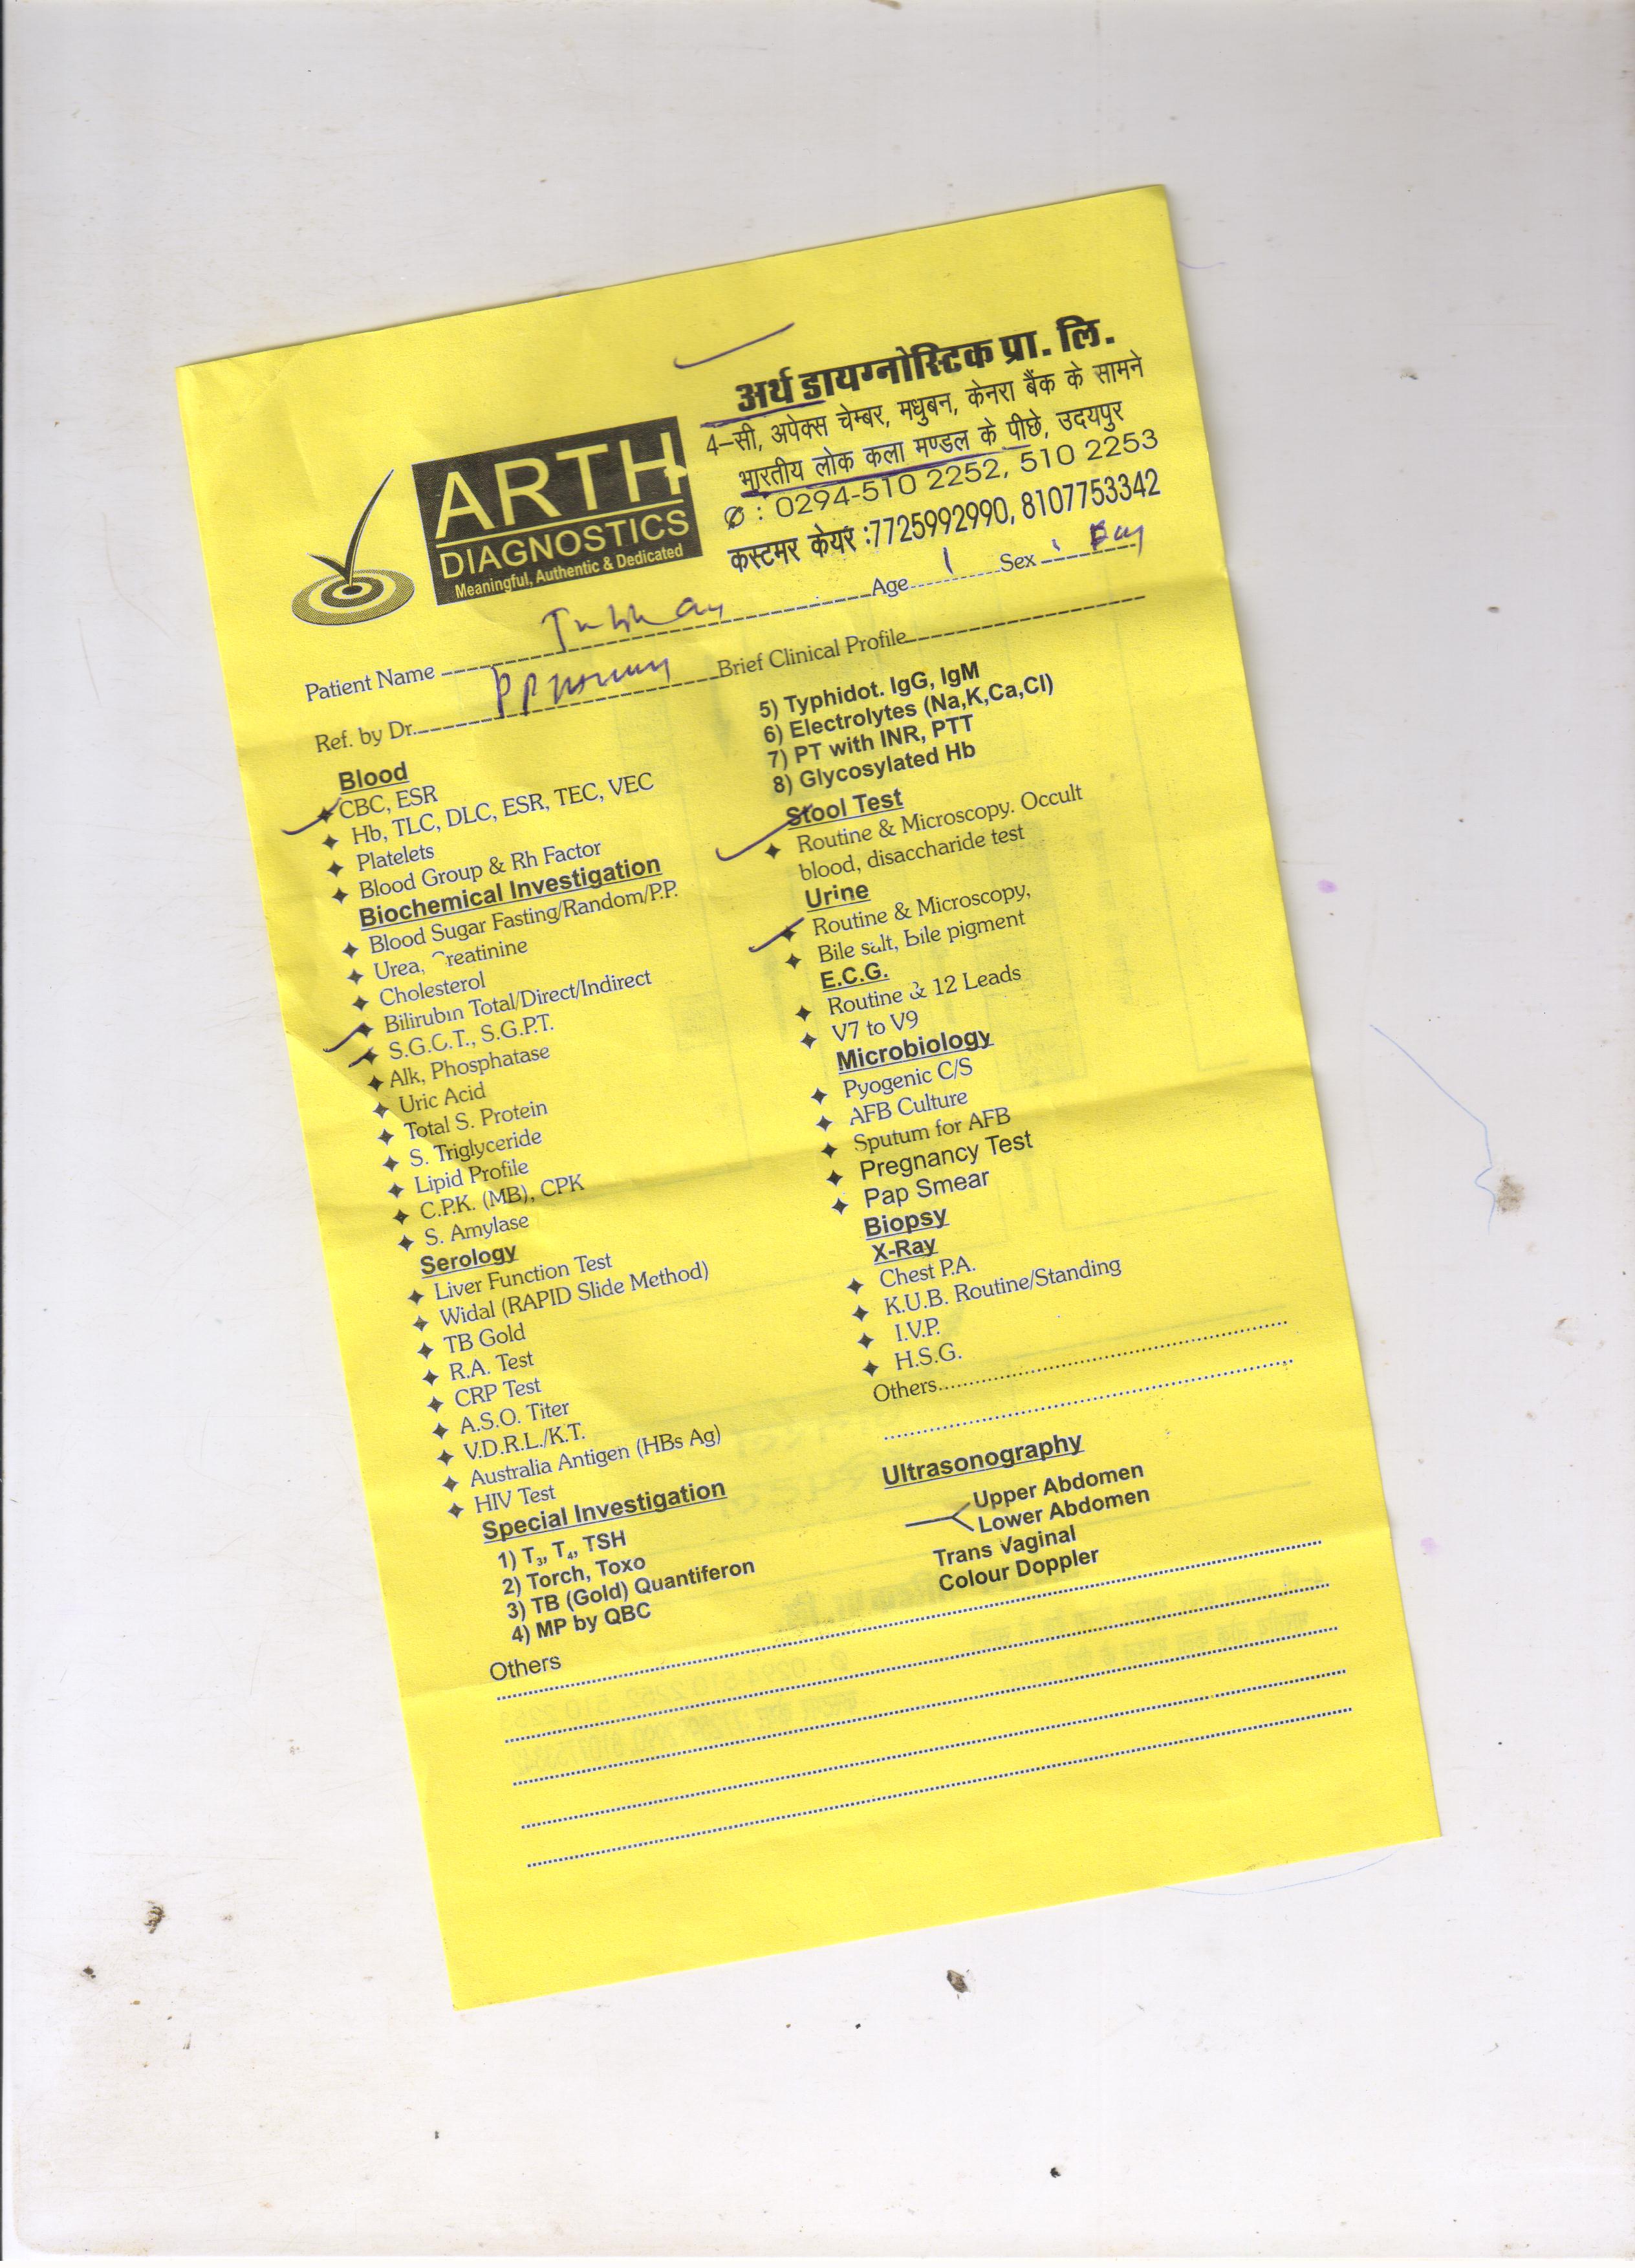 अर्थ डायग्नोस्टिक प्रा. लि.
4-सी, अपेक्स चेम्बर, मधुबन, केनरा बैंक के सामने
भारतीय लोक कला मण्डल के पीछे, उदयपुर
: 0294-510 2252, 510 2253
कस्टमर केयर :7725992990, 8107753342
ARTH
DIAGNOSTICS
Meaningful, Authentic & Dedicated
Patient Name Age 1 Sex
Ref. by Dr. Brief Clinical Profile
Blood
CBC, ESR
Hb, TLC, DLC, ESR, TEC, VEC
Platelets
Blood Group & Rh Factor
Biochemical Investigation
Blood Sugar Fasting/Random/P.P.
Urea, Creatinine
Cholesterol
Bilirubin Total/Direct/Indirect
S.G.O.T., S.G.P.T.
Alk, Phosphatase
Uric Acid
Total S. Protein
S. Triglyceride
Lipid Profile
C.P.K. (MB), CPK
S. Amylase
Serology
Liver Function Test
Widal (RAPID Slide Method)
TB Gold
R.A. Test
CRP Test
A.S.O. Titer
V.D.R.L./K.T.
Australia Antigen (HBs Ag)
HIV Test
Special Investigation
1) T₃, T₄, TSH
2) Torch, Toxo
3) TB (Gold) Quantiferon
4) MP by QBC
5) Typhidot. IgG, IgM
6) Electrolytes (Na,K,Ca,Cl)
7) PT with INR, PTT
8) Glycosylated Hb
Stool Test
Routine & Microscopy. Occult
blood, disaccharide test
Urine
Routine & Microscopy,
Bile salt, bile pigment
E.C.G.
Routine & 12 Leads
V7 to V9
Microbiology
Pyogenic C/S
AFB Culture
Sputum for AFB
Pregnancy Test
Pap Smear
Biopsy
X-Ray
Chest P.A.
K.U.B. Routine/Standing
I.V.P.
H.S.G.
Others
Ultrasonography
Upper Abdomen
Lower Abdomen
Trans Vaginal
Colour Doppler
Others